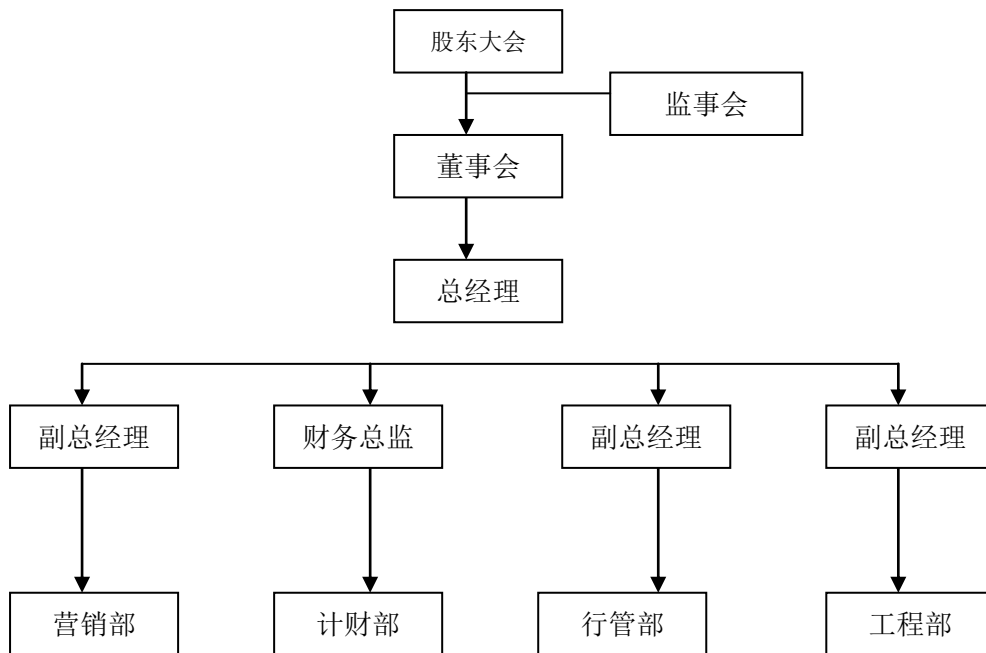 股东大会
监事会
董事会
总经理
副总经理
财务总监
副总经理
副总经理
营销部
计财部
行管部
工程部